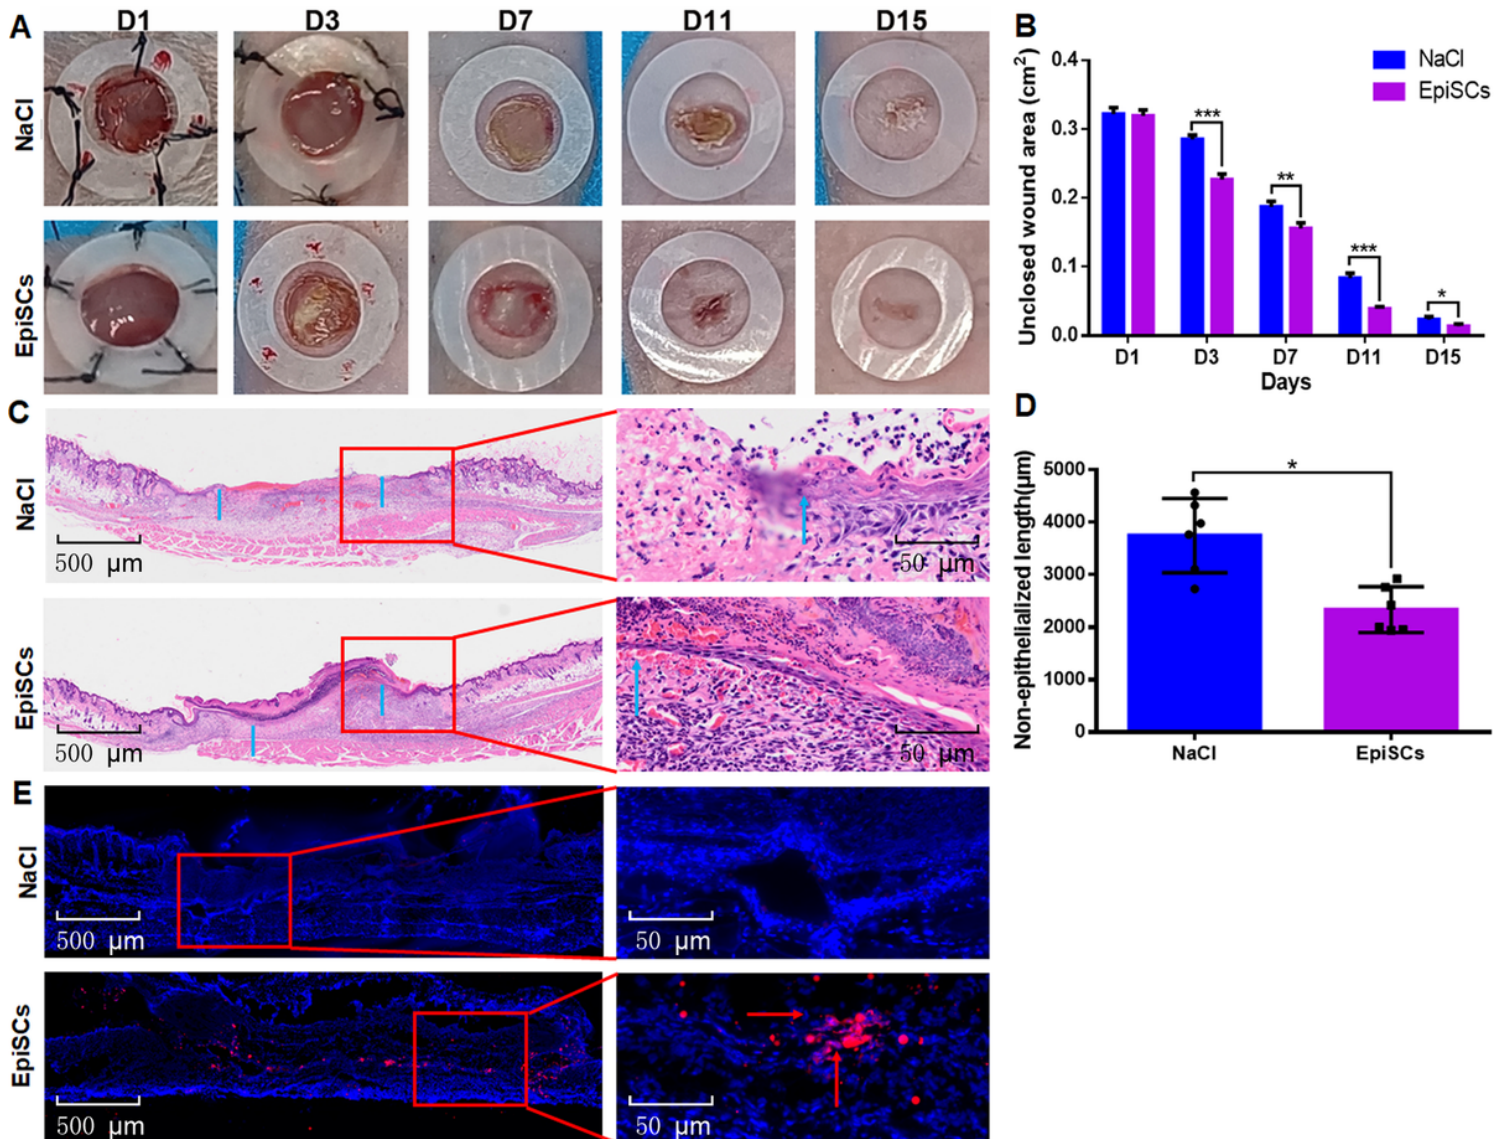 A
D1 D3 D7 D11 D15
NaCl
EpiSCs
B
Unclosed wound area (cm²)
0.4
0.3
0.2
0.1
0.0
***
**
***
*
NaCl
EpiSCs
D1 D3 D7 D11 D15
Days
C
NaCl
500 μm
50 μm
EpiSCs
500 μm
50 μm
D
Non-epithelialized length(μm)
5000
4000
3000
2000
1000
0
*
NaCl EpiSCs
E
NaCl
500 μm
50 μm
EpiSCs
500 μm
50 μm